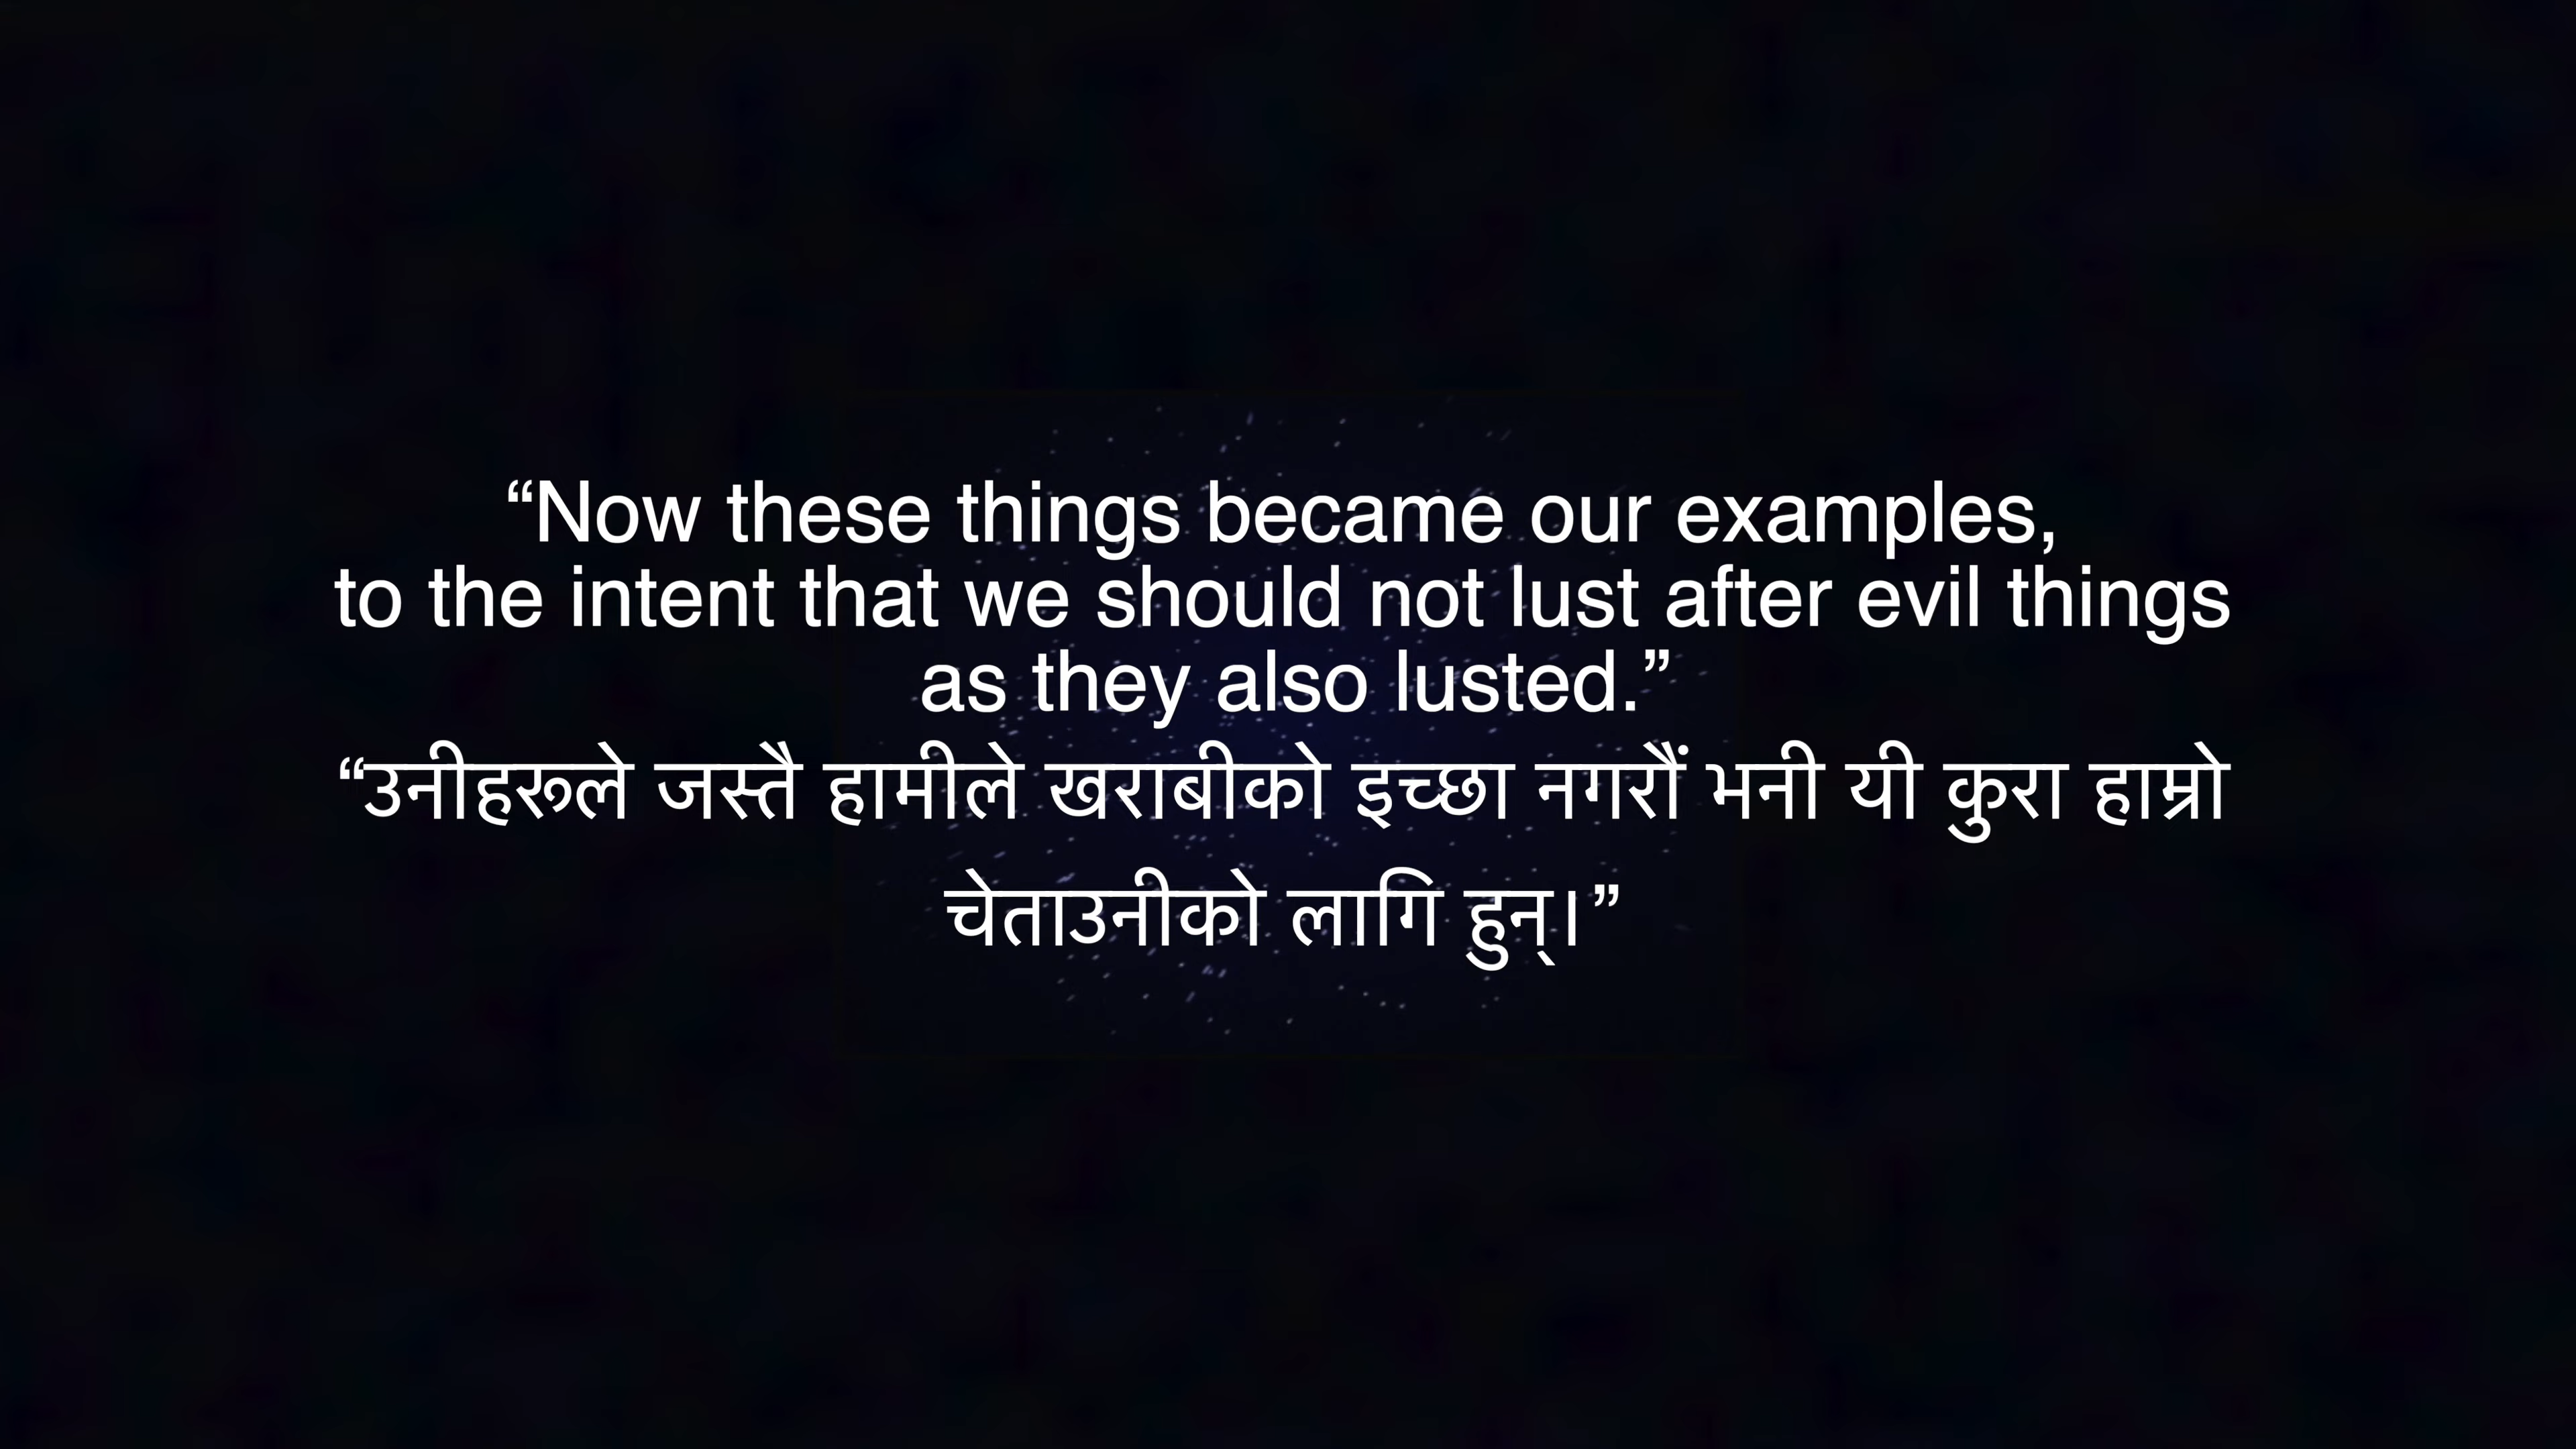 “Now these things became our examples,
to the intent that we should not lust after evil things
as they also lusted.”
“उनीहरूले जस्तै हामीले खराबीको इच्छा नगरौं भनी यी कुरा हाम्रो
चेताउनीको लागि हुन्।”